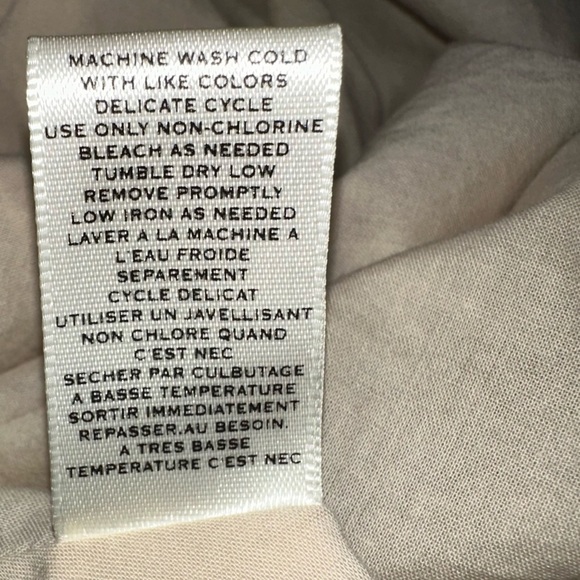 MACHINE WASH COLD
WITH LIKE COLORS
DELICATE CYCLE
USE ONLY NON-CHLORINE
BLEACH AS NEEDED
TUMBLE DRY LOW
REMOVE PROMPTLY
LOW IRON AS NEEDED
LAVER A LA MACHINE A
L'EAU FROIDE
SEPAREMENT
CYCLE DELICAT
UTILISER UN JAVELLISANT
NON CHLORE QUAND
C'EST NEC
SECHER PAR CULBUTAGE
A BASSE TEMPERATURE
SORTIR IMMEDIATEMENT
REPASSER.AU BESOIN,
A TRES BASSE
TEMPERATURE C'EST NEC